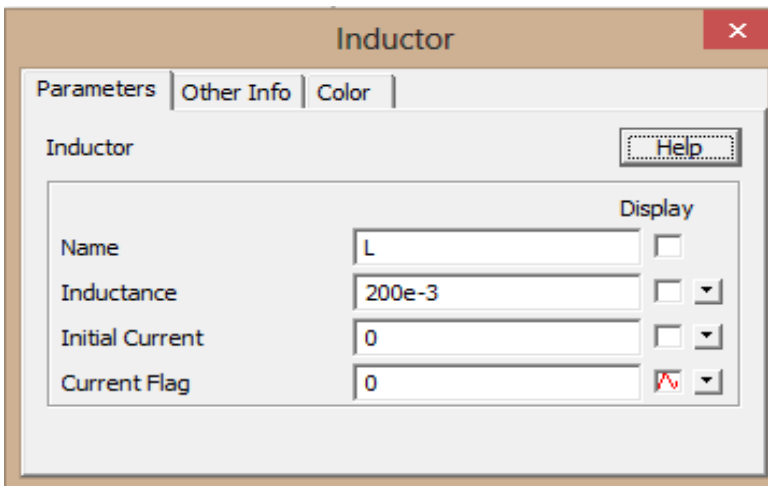 Inductor
Parameters Other Info Color
Inductor Help
Display
Name L
Inductance 200e-3
Initial Current 0
Current Flag 0